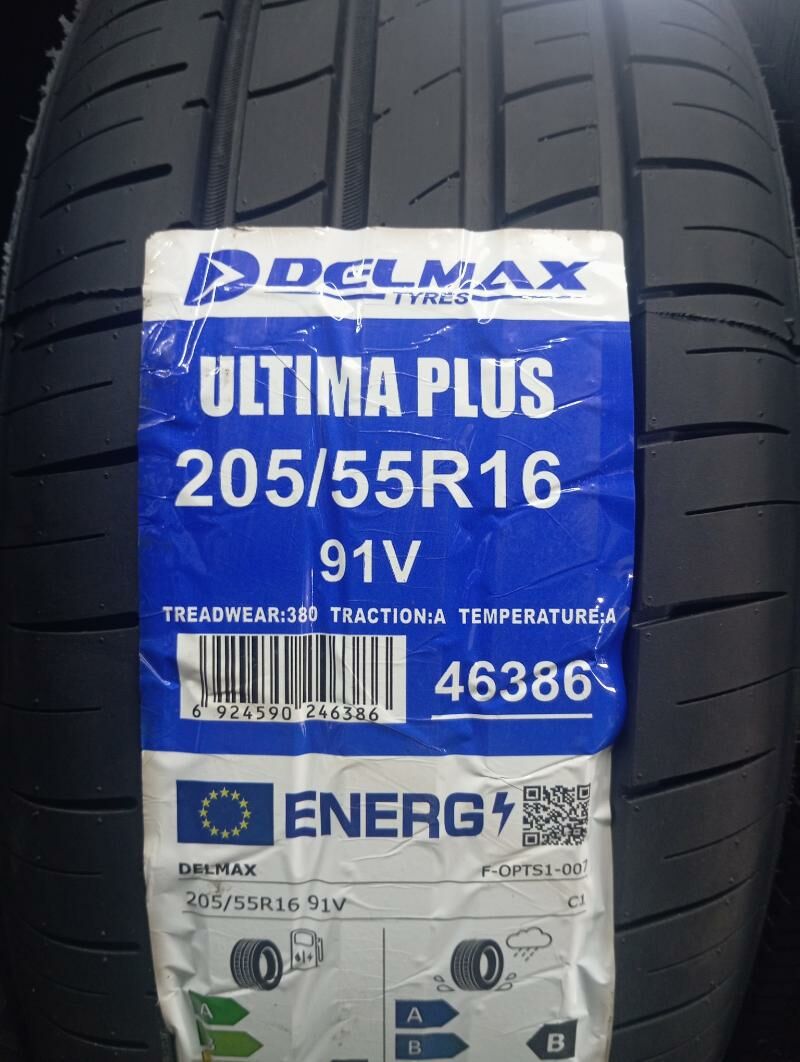 DELMAX
TYRES
ULTIMA PLUS
205/55R16
91V
TREADWEAR:380 TRACTION:A TEMPERATURE:A
46386
6 924590 246386
ENERG
DELMAX F-OPTS1-007
205/55R16 91V C1
A A
B B B